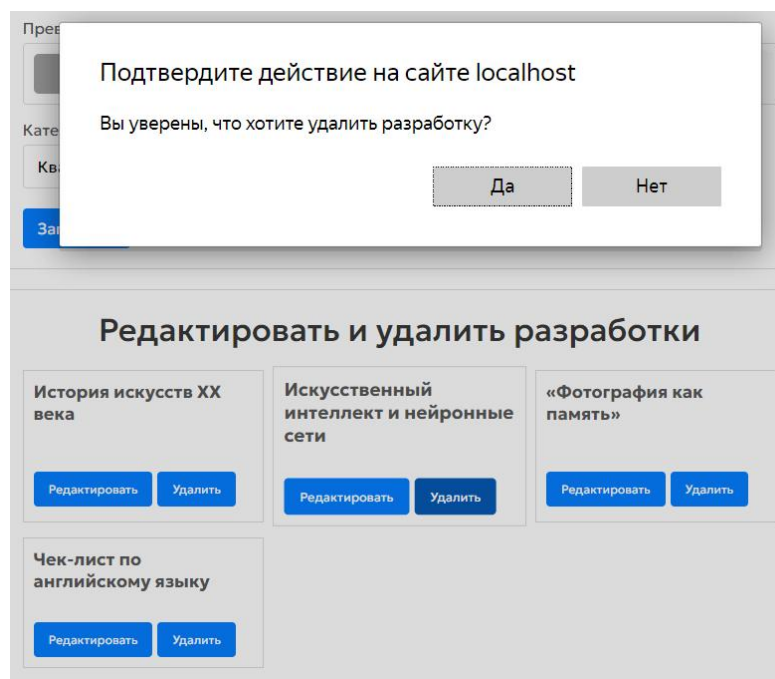 Подтвердите действие на сайте localhost
Вы уверены, что хотите удалить разработку?
Да Нет
Редактировать и удалить разработки
История искусств XX
века
Редактировать Удалить
Искусственный
интеллект и нейронные
сети
Редактировать Удалить
«Фотография как
память»
Редактировать Удалить
Чек-лист по
английскому языку
Редактировать Удалить